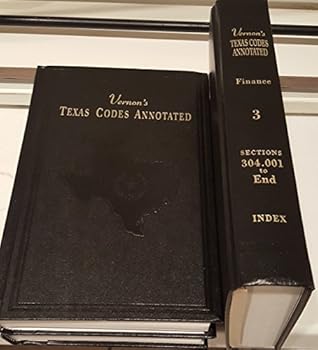 Vernon's
TEXAS CODES ANNOTATED
Vernon's
TEXAS CODES
ANNOTATED
Finance
3
SECTIONS
304.001
to
End
INDEX